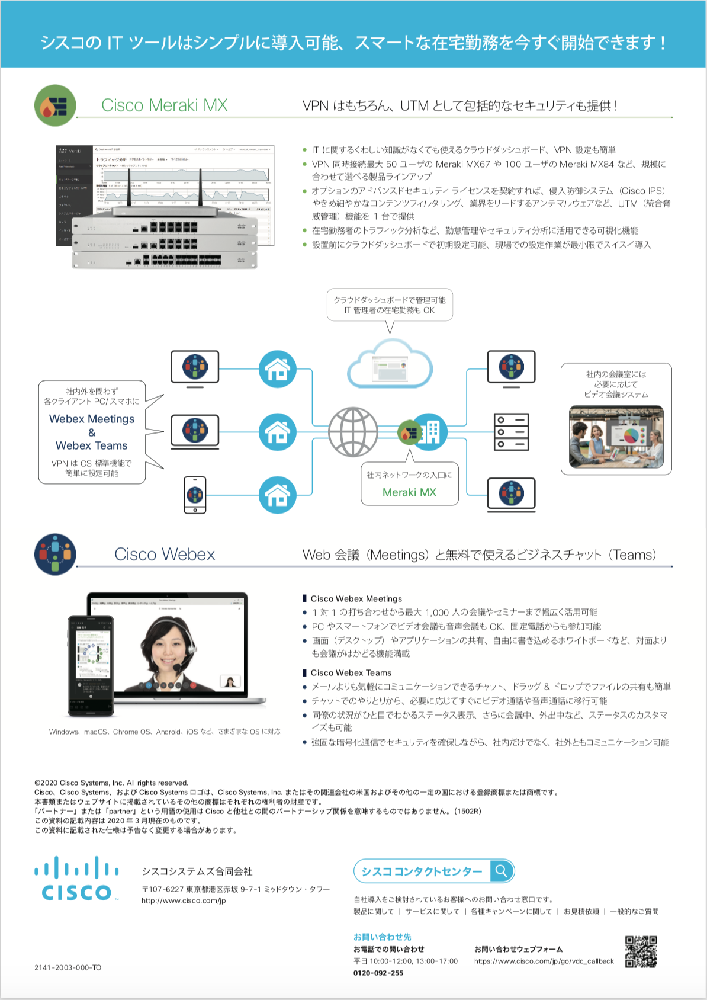 シスコの IT ツールはシンプルに導入可能、スマートな在宅勤務を今すぐ開始できます！
Cisco Meraki MX
VPN はもちろん、UTM として包括的なセキュリティも提供！
Meraki
トラフィック分析
● IT に関するくわしい知識がなくても使えるクラウドダッシュボード、VPN 設定も簡単
● VPN 同時接続最大 50 ユーザの Meraki MX67 や 100 ユーザの Meraki MX84 など、規模に
合わせて選べる製品ラインアップ
● オプションのアドバンスドセキュリティ ライセンスを契約すれば、侵入防御システム（Cisco IPS）
やきめ細やかなコンテンツフィルタリング、業界をリードするアンチマルウェアなど、UTM（統合脅
威管理）機能を 1 台で提供
● 在宅勤務者のトラフィック分析など、勤怠管理やセキュリティ分析に活用できる可視化機能
● 設置前にクラウドダッシュボードで初期設定可能、現場での設定作業が最小限でスイスイ導入
クラウドダッシュボードで管理可能
IT 管理者の在宅勤務も OK
社内外を問わず
各クライアント PC/ スマホに
Webex Meetings
&
Webex Teams
VPN は OS 標準機能で
簡単に設定可能
社内ネットワークの入口に
Meraki MX
社内の会議室には
必要に応じて
ビデオ会議システム
Cisco Webex
Web 会議（Meetings）と無料で使えるビジネスチャット（Teams）
Cisco Webex Meetings
● 1 対 1 の打ち合わせから最大 1,000 人の会議やセミナーまで幅広く活用可能
● PC やスマートフォンでビデオ会議も音声会議も OK、固定電話からも参加可能
● 画面（デスクトップ）やアプリケーションの共有、自由に書き込めるホワイトボードなど、対面より
も会議がはかどる機能満載
Cisco Webex Teams
● メールよりも気軽にコミュニケーションできるチャット、ドラッグ & ドロップでファイルの共有も簡単
● チャットでのやりとりから、必要に応じてすぐにビデオ通話や音声通話に移行可能
● 同僚の状況がひと目でわかるステータス表示、さらに会議中、外出中など、ステータスのカスタマ
イズも可能
● 強固な暗号化通信でセキュリティを確保しながら、社内だけでなく、社外ともコミュニケーション可能
Windows、macOS、Chrome OS、Android、iOS など、さまざまな OS に対応
©2020 Cisco Systems, Inc. All rights reserved.
Cisco、Cisco Systems、および Cisco Systems ロゴは、Cisco Systems, Inc. またはその関連会社の米国およびその他の一定の国における登録商標または商標です。
本書類またはウェブサイトに掲載されているその他の商標はそれぞれの権利者の財産です。
「パートナー」または「partner」という用語の使用は Cisco と他社との間のパートナーシップ関係を意味するものではありません。(1502R)
この資料の記載内容は 2020 年 3 月現在のものです。
この資料に記載された仕様は予告なく変更する場合があります。
CISCO™
シスコシステムズ合同会社
〒107-6227 東京都港区赤坂 9-7-1 ミッドタウン・タワー
http://www.cisco.com/jp
シスココンタクトセンター
自社導入をご検討されているお客様へのお問い合わせ窓口です。
製品に関して | サービスに関して | 各種キャンペーンに関して | お見積依頼 | 一般的なご質問
お問い合わせ先
お電話での問い合わせ
平日 10:00-12:00, 13:00-17:00
0120-092-255
お問い合わせウェブフォーム
https://www.cisco.com/jp/go/vdc_callback
2141-2003-000-TO